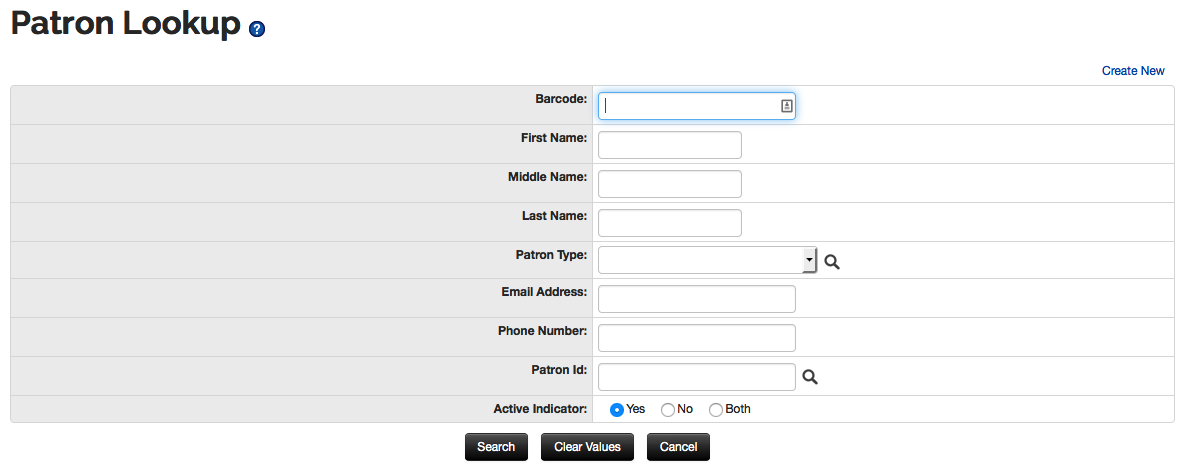 Patron Lookup ?
Create New
Barcode:
First Name:
Middle Name:
Last Name:
Patron Type:
Email Address:
Phone Number:
Patron Id:
Active Indicator: Yes No Both
Search Clear Values Cancel